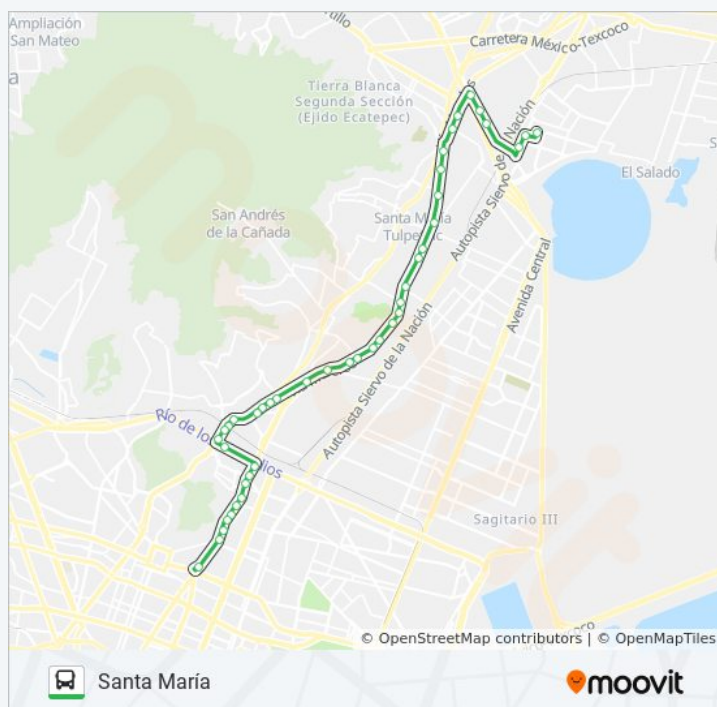 Ampliación
San Mateo
Carretera México-Texcoco
Tierra Blanca
Segunda Sección
(Ejido Ecatepec)
El Salado
San Andrés
de la Cañada
Santa María
Tulpetlac
Autopista Siervo de la Nación
Avenida Central
Autopista Siervo de la Nación
Río de los
Sagitario III
© OpenStreetMap contributors | © OpenMapTiles
Santa María
moovit